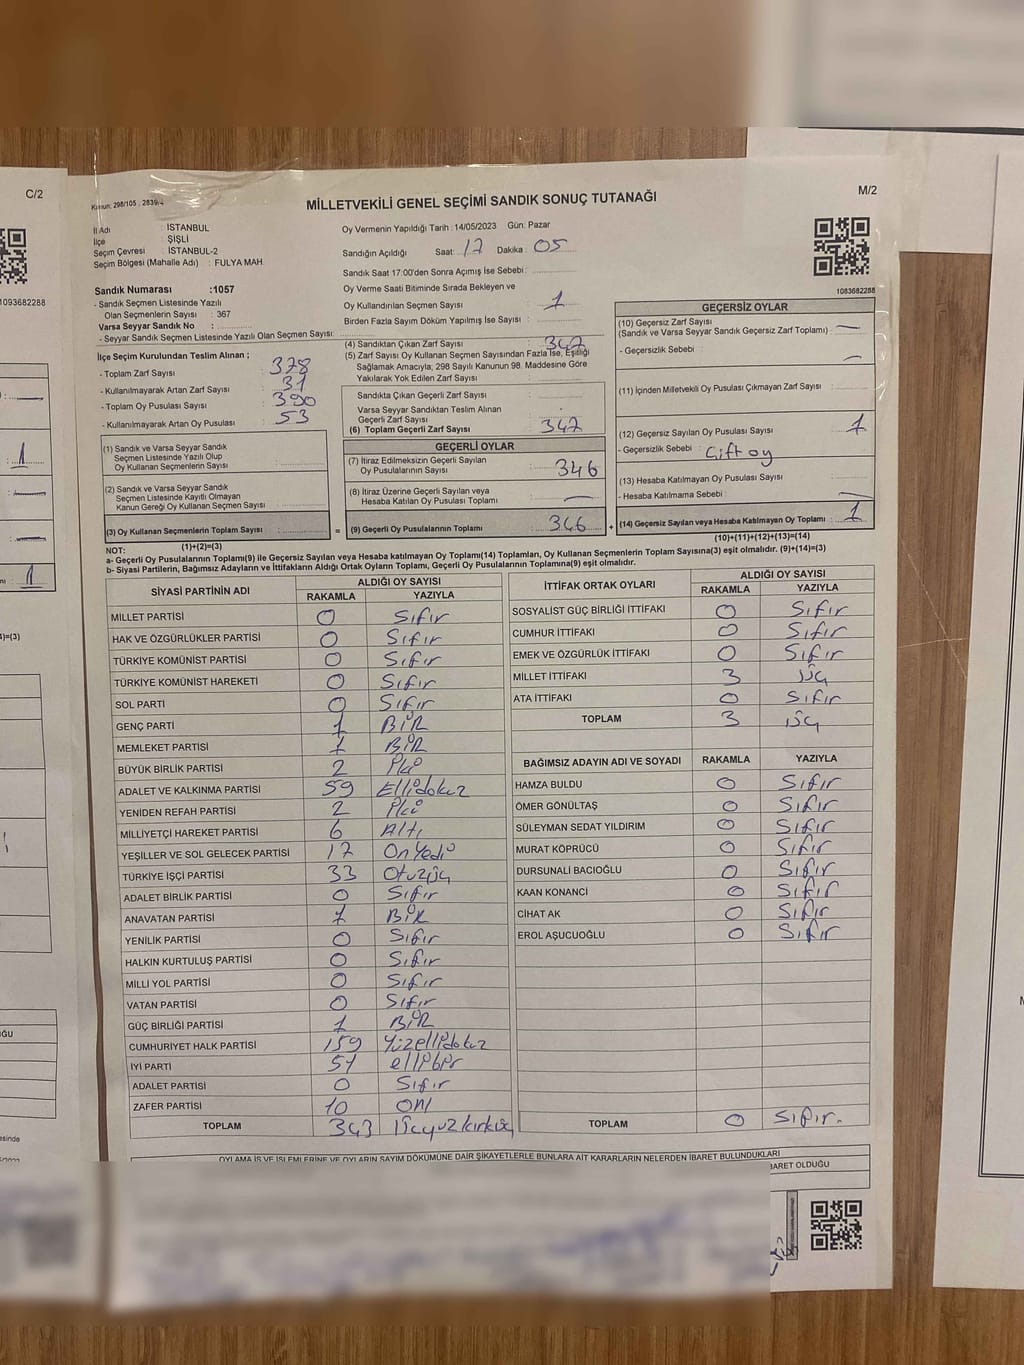 C/2
M/2
Kanun: 298/105 , 2839/4
MİLLETVEKİLİ GENEL SEÇİMİ SANDIK SONUÇ TUTANAĞI
İl Adı : İSTANBUL
İlçe : ŞİŞLİ
Seçim Çevresi : İSTANBUL-2
Seçim Bölgesi (Mahalle Adı) : FULYA MAH.
Oy Vermenin Yapıldığı Tarih : 14/05/2023 Gün: Pazar
Sandığın Açıldığı Saat: 17 Dakika : 05
Sandık Saat 17:00'den Sonra Açımış İse Sebebi :
1083682288
1093682288
Sandık Numarası :1057
- Sandık Seçmen Listesinde Yazılı
Olan Seçmenlerin Sayısı : 367
Varsa Seyyar Sandık No :
- Seyyar Sandık Seçmen Listesinde Yazılı Olan Seçmen Sayısı:
Oy Verme Saati Bitiminde Sırada Bekleyen ve
Oy Kullandırılan Seçmen Sayısı : 1
Birden Fazla Sayım Döküm Yapılmış İse Sayısı :
İlçe Seçim Kurulundan Teslim Alınan ;
- Toplam Zarf Sayısı : 378
- Kullanılmayarak Artan Zarf Sayısı : 31
- Toplam Oy Pusulası Sayısı : 390
- Kullanılmayarak Artan Oy Pusulası : 53
(4) Sandıktan Çıkan Zarf Sayısı : 347
(5) Zarf Sayısı Oy Kullanan Seçmen Sayısından Fazla İse, Eşitliği
Sağlamak Amacıyla; 298 Sayılı Kanunun 98. Maddesine Göre
Yakılarak Yok Edilen Zarf Sayısı :
Sandıkta Çıkan Geçerli Zarf Sayısı :
Varsa Seyyar Sandıktan Teslim Alınan
Geçerli Zarf Sayısı :
(6) Toplam Geçerli Zarf Sayısı : 347
GEÇERSİZ OYLAR
(10) Geçersiz Zarf Sayısı
(Sandık ve Varsa Seyyar Sandık Geçersiz Zarf Toplamı) : —
- Geçersizlik Sebebi : —
(11) İçinden Milletvekili Oy Pusulası Çıkmayan Zarf Sayısı :
(12) Geçersiz Sayılan Oy Pusulası Sayısı : 1
- Geçersizlik Sebebi : Çift oy
(13) Hesaba Katılmayan Oy Pusulası Sayısı :
- Hesaba Katılmama Sebebi : —
(14) Geçersiz Sayılan veya Hesaba Katılmayan Oy Toplamı : 1
(10)+(11)+(12)+(13)=(14)
(1) Sandık ve Varsa Seyyar Sandık
Seçmen Listesinde Yazılı Olup
Oy Kullanan Seçmenlerin Sayısı :
(2) Sandık ve Varsa Seyyar Sandık
Seçmen Listesinde Kayıtlı Olmayan
Kanun Gereği Oy Kullanan Seçmen Sayısı :
(3) Oy Kullanan Seçmenlerin Toplam Sayısı :
(1)+(2)=(3)
GEÇERLİ OYLAR
(7) İtiraz Edilmeksizin Geçerli Sayılan
Oy Pusulalarının Sayısı : 346
(8) İtiraz Üzerine Geçerli Sayılan veya
Hesaba Katılan Oy Pusulası Toplamı : —
= (9) Geçerli Oy Pusulalarının Toplamı : 346 +
NOT:
a- Geçerli Oy Pusulalarının Toplamı(9) ile Geçersiz Sayılan veya Hesaba katılmayan Oy Toplamı(14) Toplamları, Oy Kullanan Seçmenlerin Toplam Sayısına(3) eşit olmalıdır. (9)+(14)=(3)
b- Siyasi Partilerin, Bağımsız Adayların ve İttifakların Aldığı Ortak Oyların Toplamı, Geçerli Oy Pusulalarının Toplamına(9) eşit olmalıdır.
SİYASİ PARTİNİN ADI ALDIĞI OY SAYISI
RAKAMLA YAZIYLA
MİLLET PARTİSİ 0 Sıfır
HAK VE ÖZGÜRLÜKLER PARTİSİ 0 Sıfır
TÜRKİYE KOMÜNİST PARTİSİ 0 Sıfır
TÜRKİYE KOMÜNİST HAREKETİ 0 Sıfır
SOL PARTİ 0 Sıfır
GENÇ PARTİ 1 BİR
MEMLEKET PARTİSİ 1 BİR
BÜYÜK BİRLİK PARTİSİ 2 İki
ADALET VE KALKINMA PARTİSİ 59 Ellidokuz
YENİDEN REFAH PARTİSİ 2 İki
MİLLİYETÇİ HAREKET PARTİSİ 6 Altı
YEŞİLLER VE SOL GELECEK PARTİSİ 17 OnYedi
TÜRKİYE İŞÇİ PARTİSİ 33 Otuzüç
ADALET BİRLİK PARTİSİ 0 Sıfır
ANAVATAN PARTİSİ 1 BİR
YENİLİK PARTİSİ 0 Sıfır
HALKIN KURTULUŞ PARTİSİ 0 Sıfır
MİLLİ YOL PARTİSİ 0 Sıfır
VATAN PARTİSİ 0 Sıfır
GÜÇ BİRLİĞİ PARTİSİ 1 BİR
CUMHURİYET HALK PARTİSİ 159 Yüzellidokuz
İYİ PARTİ 51 ellibir
ADALET PARTİSİ 0 Sıfır
ZAFER PARTİSİ 10 ON
TOPLAM 343 Üçyüzkırküç
İTTİFAK ORTAK OYLARI ALDIĞI OY SAYISI
RAKAMLA YAZIYLA
SOSYALİST GÜÇ BİRLİĞİ İTTİFAKI 0 Sıfır
CUMHUR İTTİFAKI 0 Sıfır
EMEK VE ÖZGÜRLÜK İTTİFAKI 0 Sıfır
MİLLET İTTİFAKI 3 üç
ATA İTTİFAKI 0 Sıfır
TOPLAM 3 üç
BAĞIMSIZ ADAYIN ADI VE SOYADI RAKAMLA YAZIYLA
HAMZA BULDU 0 Sıfır
ÖMER GÖNÜLTAŞ 0 Sıfır
SÜLEYMAN SEDAT YILDIRIM 0 Sıfır
MURAT KÖPRÜCÜ 0 Sıfır
DURSUNALİ BACIOĞLU 0 Sıfır
KAAN KONANCİ 0 Sıfır
CİHAT AK 0 Sıfır
EROL AŞUCUOĞLU 0 Sıfır
TOPLAM 0 Sıfır.
OYLAMA İŞ VE İŞLEMLERİNE VE OYLARIN SAYIM DÖKÜMÜNE DAİR ŞİKAYETLERLE BUNLARA AİT KARARLARIN NELERDEN İBARET BULUNDUKLARI
BARET OLDUĞU